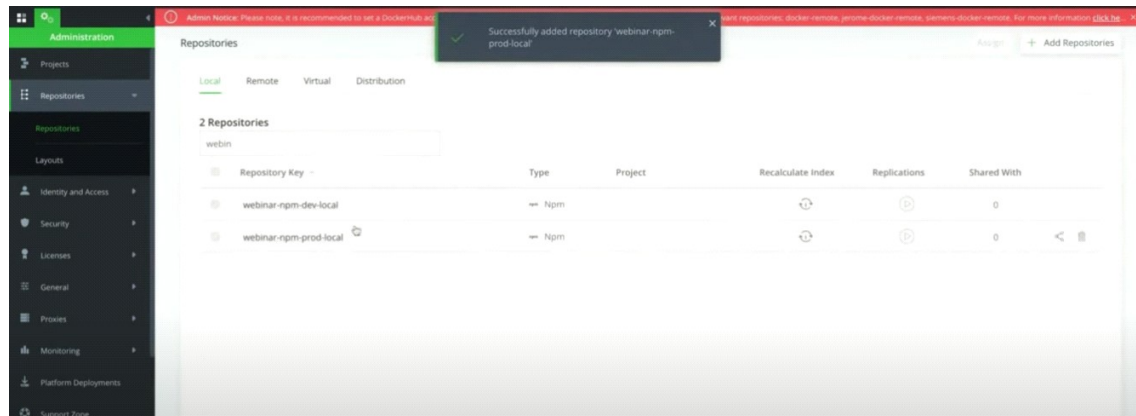 Administration
Projects
Repositories
Repositories
Layouts
Identity and Access
Security
Licenses
General
Proxies
Monitoring
Platform Deployments
Support Zone
Admin Notice: Please note, it is recommended to set a DockerHub
repositories: docker-remote, jerome-docker-remote, siemens-docker-remote. For more information click he...
Successfully added repository 'webinar-npm-
prod-local'
Repositories
Assign
+ Add Repositories
Local Remote Virtual Distribution
2 Repositories
webin
Repository Key Type Project Recalculate Index Replications Shared With
webinar-npm-dev-local Npm 0
webinar-npm-prod-local Npm 0